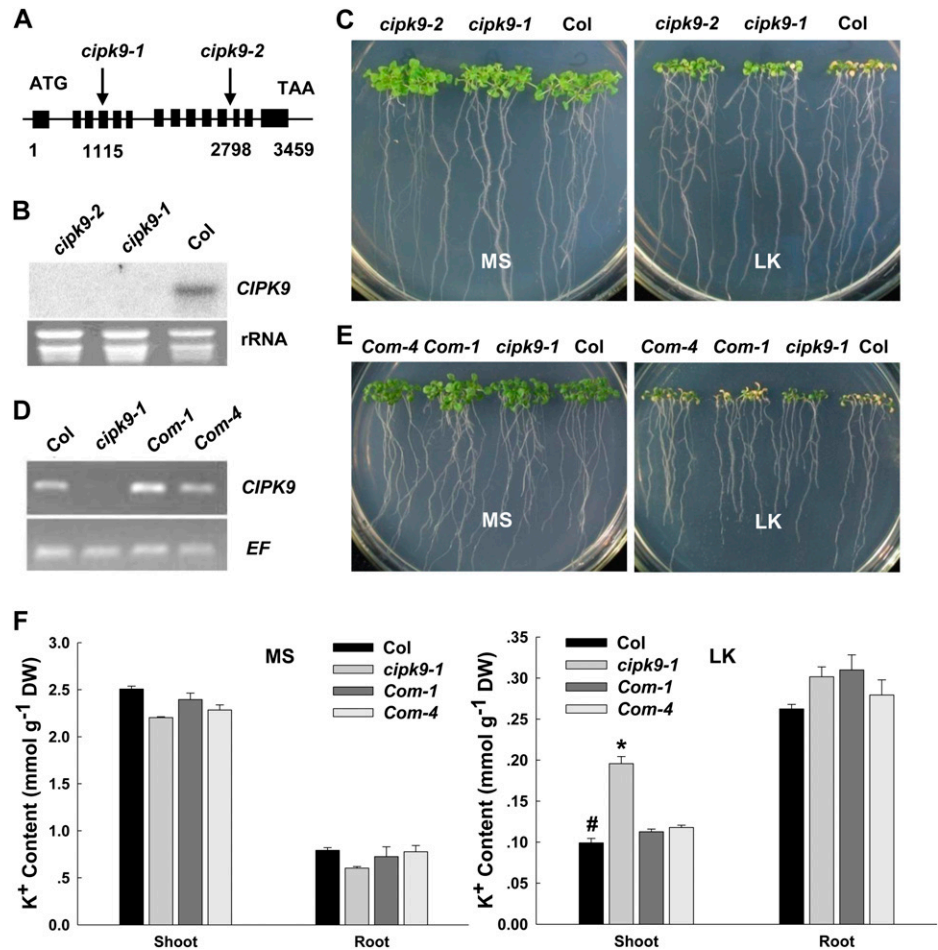 A
cipk9-1 cipk9-2
ATG TAA
1 1115 2798 3459
B
cipk9-2 cipk9-1 Col
CIPK9
rRNA
C
cipk9-2 cipk9-1 Col cipk9-2 cipk9-1 Col
MS LK
D
Col cipk9-1 Com-1 Com-4
CIPK9
EF
E
Com-4 Com-1 cipk9-1 Col Com-4 Com-1 cipk9-1 Col
MS LK
F
K+ Content (mmol g-1 DW)
3.0
2.5
2.0
1.5
1.0
.5
.0
MS
Col
cipk9-1
Com-1
Com-4
Shoot Root
K+ Content (mmol g-1 DW)
.35
.30
.25
.20
.15
.10
.05
0.00
Col
cipk9-1
Com-1
Com-4
LK
#
*
Shoot Root